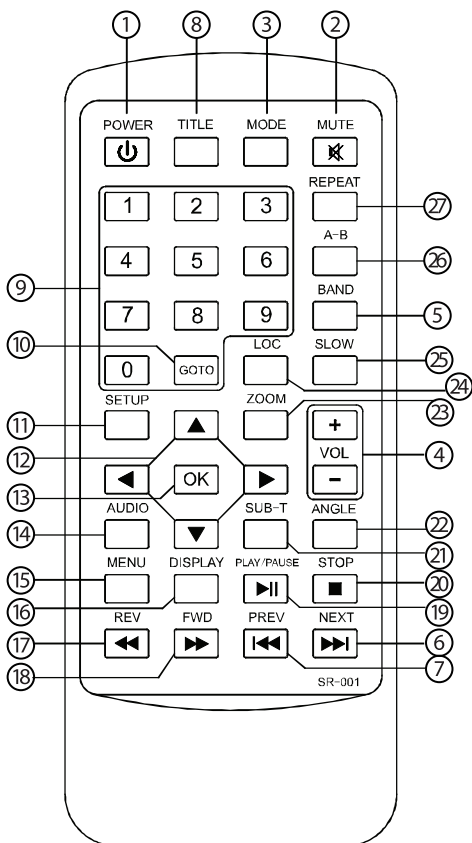 1 8 3 2
POWER TITLE MODE MUTE
REPEAT
1 2 3 27
A-B
4 5 6 26
9 BAND
7 8 9 5
10 LOC SLOW
0 GOTO 25
24
SETUP ZOOM 23
11 +
12 VOL 4
13 OK -
AUDIO SUB-T ANGLE
14 22
21
MENU DISPLAY PLAY/PAUSE STOP
15 20
16 19
REV FWD PREV NEXT
17 6
18 7
SR-001